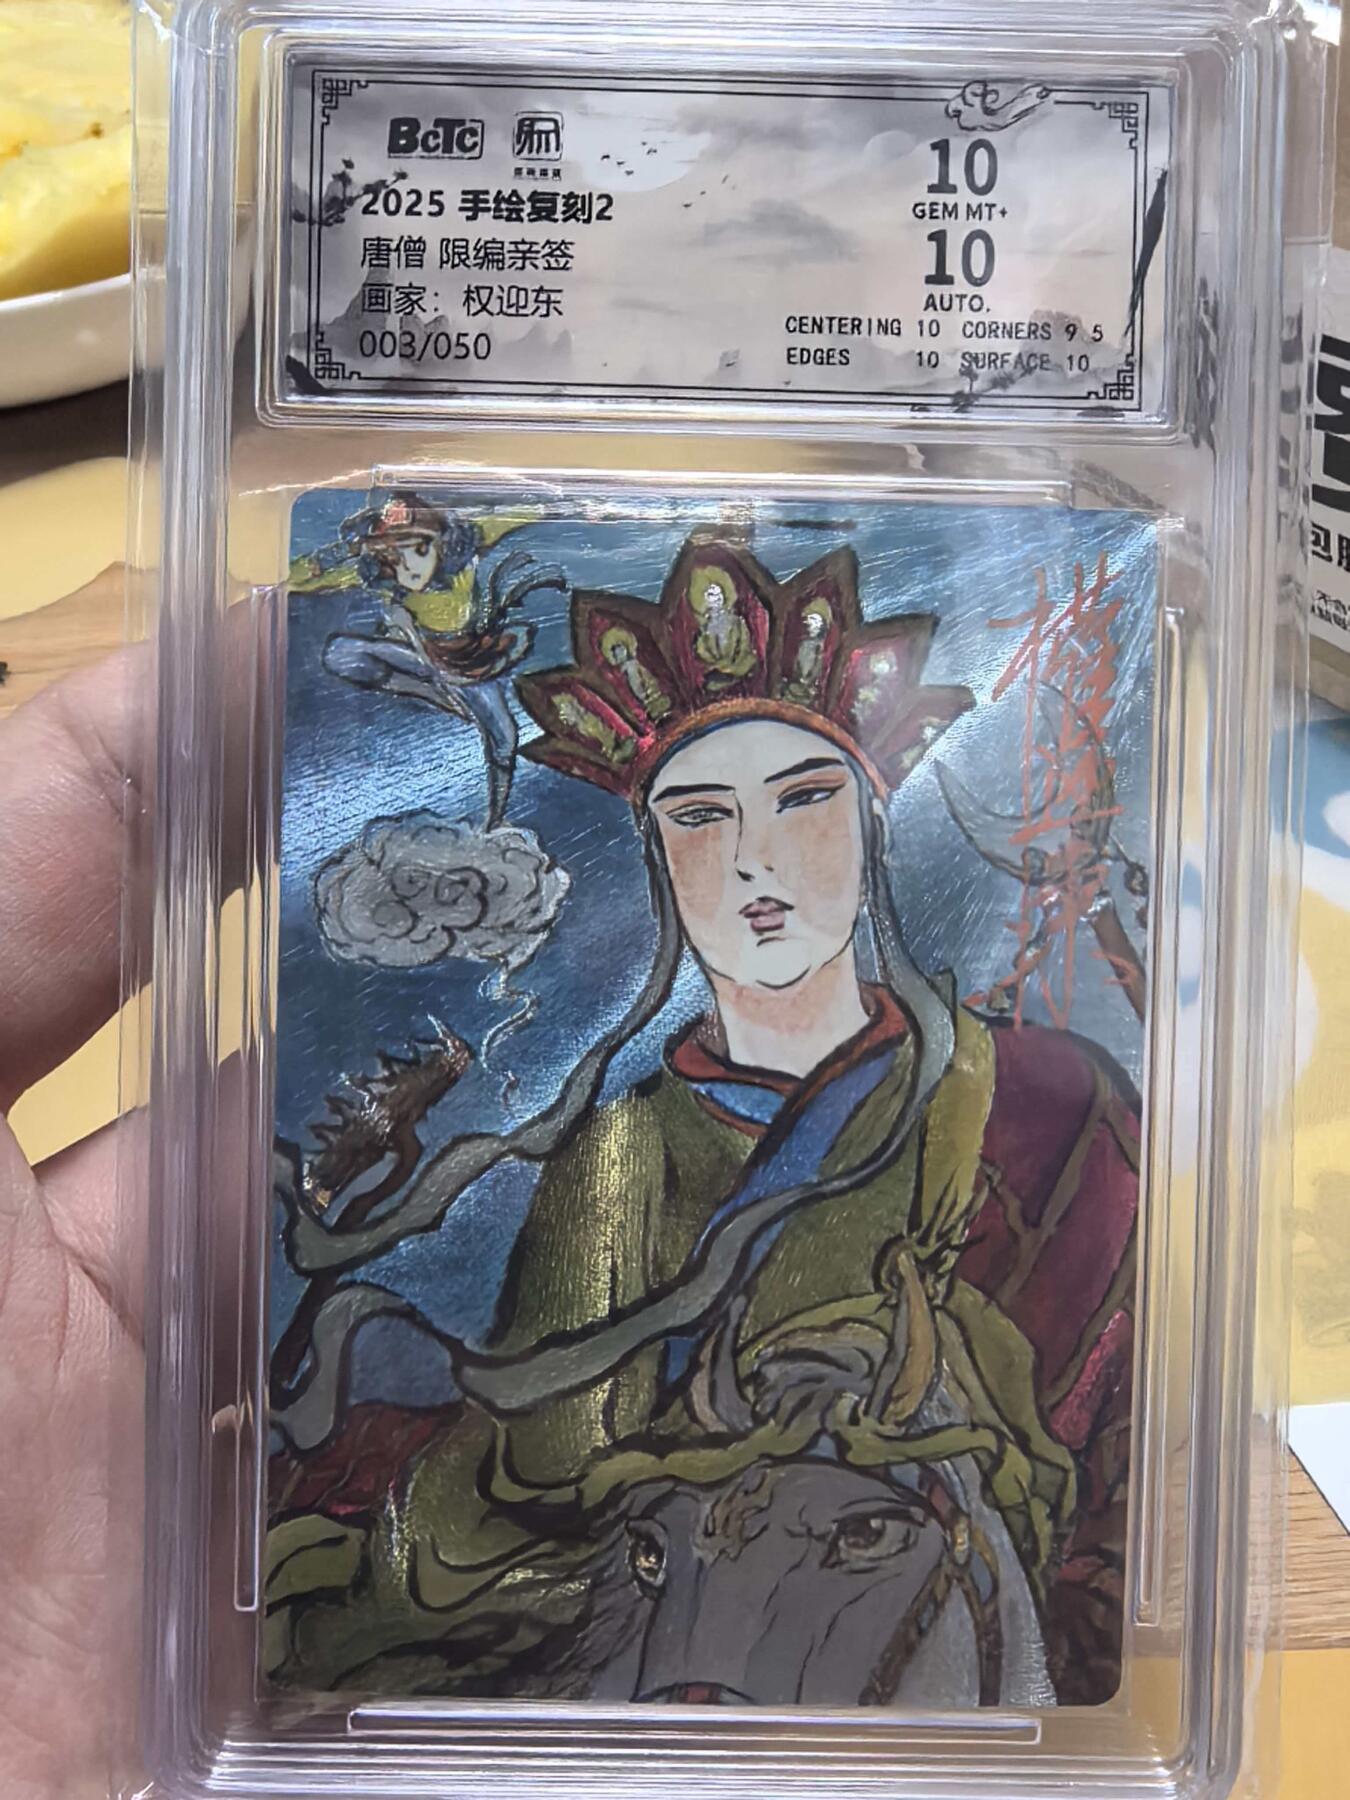 BCTC
2025 手绘复刻2
唐僧 限编亲签
画家：权迎东
003/050
10
GEM MT+
10
AUTO.
CENTERING 10 CORNERS 9.5
EDGES 10 SURFACE 10
包